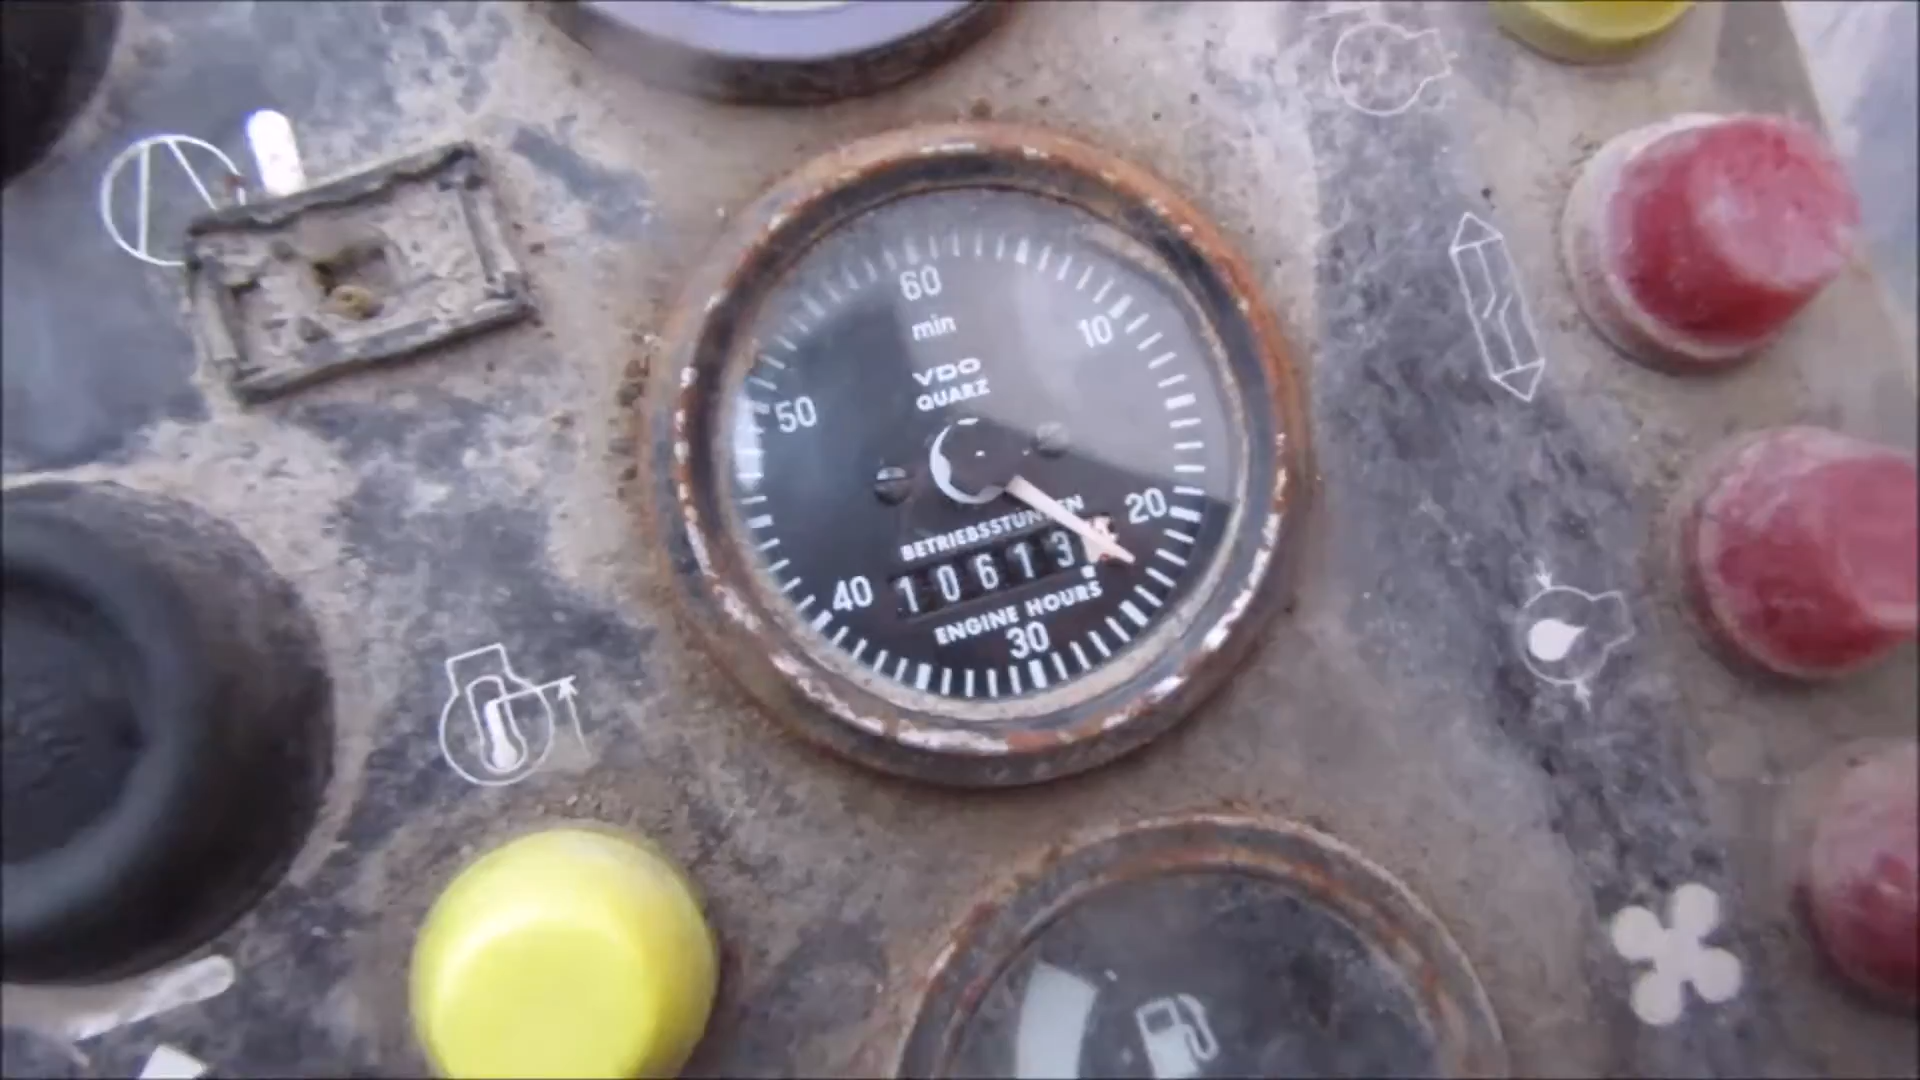 60
min
10
VDO
QUARZ
50
20
BETRIEBSSTUNDEN
10613
40
ENGINE HOURS
30